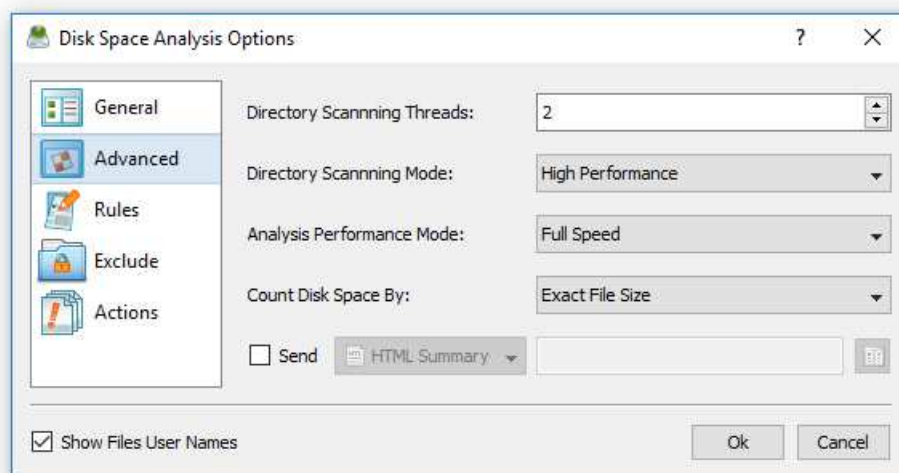 Disk Space Analysis Options
?
General
Advanced
Rules
Exclude
Actions
Directory Scannning Threads: 2
Directory Scannning Mode: High Performance
Analysis Performance Mode: Full Speed
Count Disk Space By: Exact File Size
Send HTML Summary
Show Files User Names
Ok Cancel